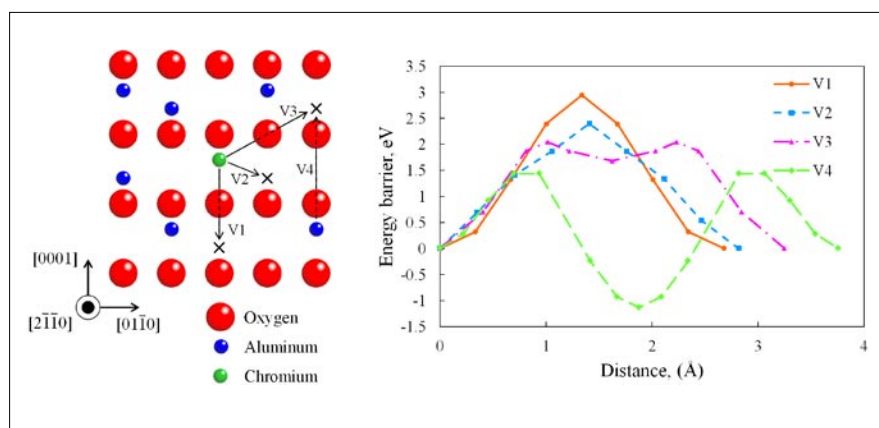 V3
V2
V4
V1
[0001]
[21̄1̄0]
[011̄0]
Oxygen
Aluminum
Chromium
Energy barrier, eV
3.5
3
2.5
2
1.5
1
0.5
0
-0.5
-1
-1.5
0
1
2
3
4
Distance, (Å)
V1
V2
V3
V4